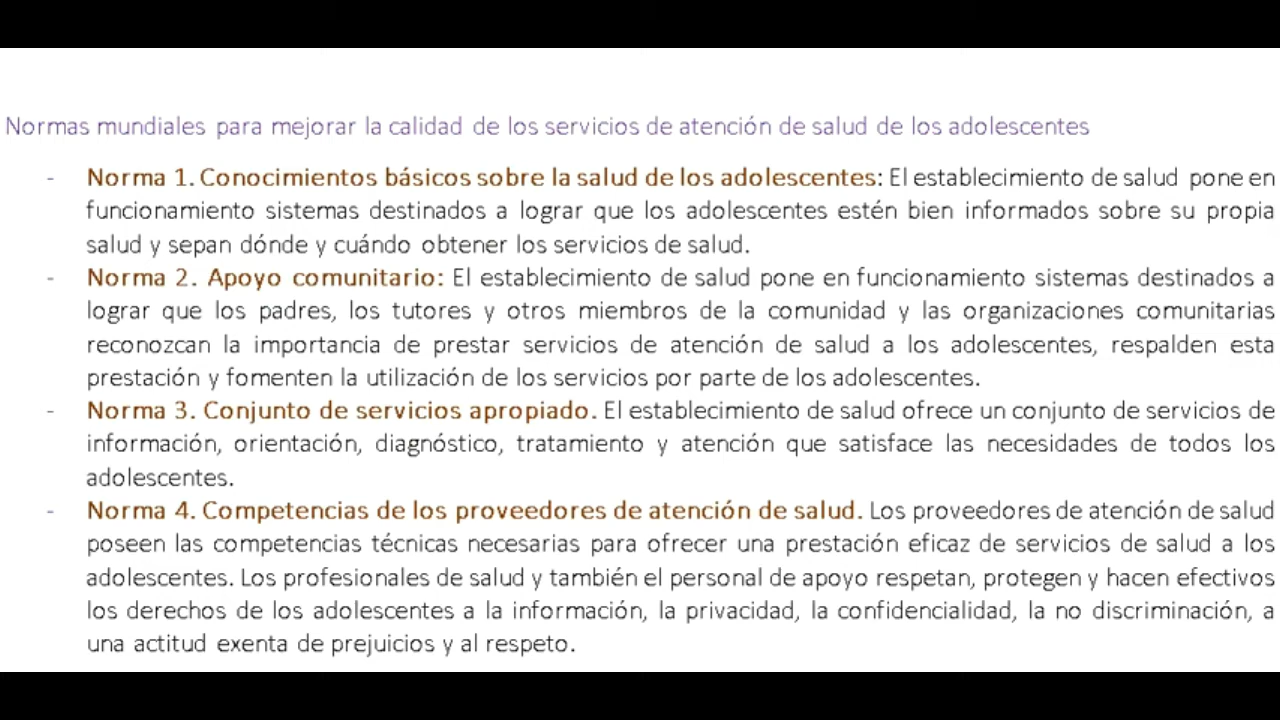 Normas mundiales para mejorar la calidad de los servicios de atención de salud de los adolescentes
- Norma 1. Conocimientos básicos sobre la salud de los adolescentes: El establecimiento de salud pone en
funcionamiento sistemas destinados a lograr que los adolescentes estén bien informados sobre su propia
salud y sepan dónde y cuándo obtener los servicios de salud.
- Norma 2. Apoyo comunitario: El establecimiento de salud pone en funcionamiento sistemas destinados a
lograr que los padres, los tutores y otros miembros de la comunidad y las organizaciones comunitarias
reconozcan la importancia de prestar servicios de atención de salud a los adolescentes, respalden esta
prestación y fomenten la utilización de los servicios por parte de los adolescentes.
- Norma 3. Conjunto de servicios apropiado. El establecimiento de salud ofrece un conjunto de servicios de
información, orientación, diagnóstico, tratamiento y atención que satisface las necesidades de todos los
adolescentes.
- Norma 4. Competencias de los proveedores de atención de salud. Los proveedores de atención de salud
poseen las competencias técnicas necesarias para ofrecer una prestación eficaz de servicios de salud a los
adolescentes. Los profesionales de salud y también el personal de apoyo respetan, protegen y hacen efectivos
los derechos de los adolescentes a la información, la privacidad, la confidencialidad, la no discriminación, a
una actitud exenta de prejuicios y al respeto.